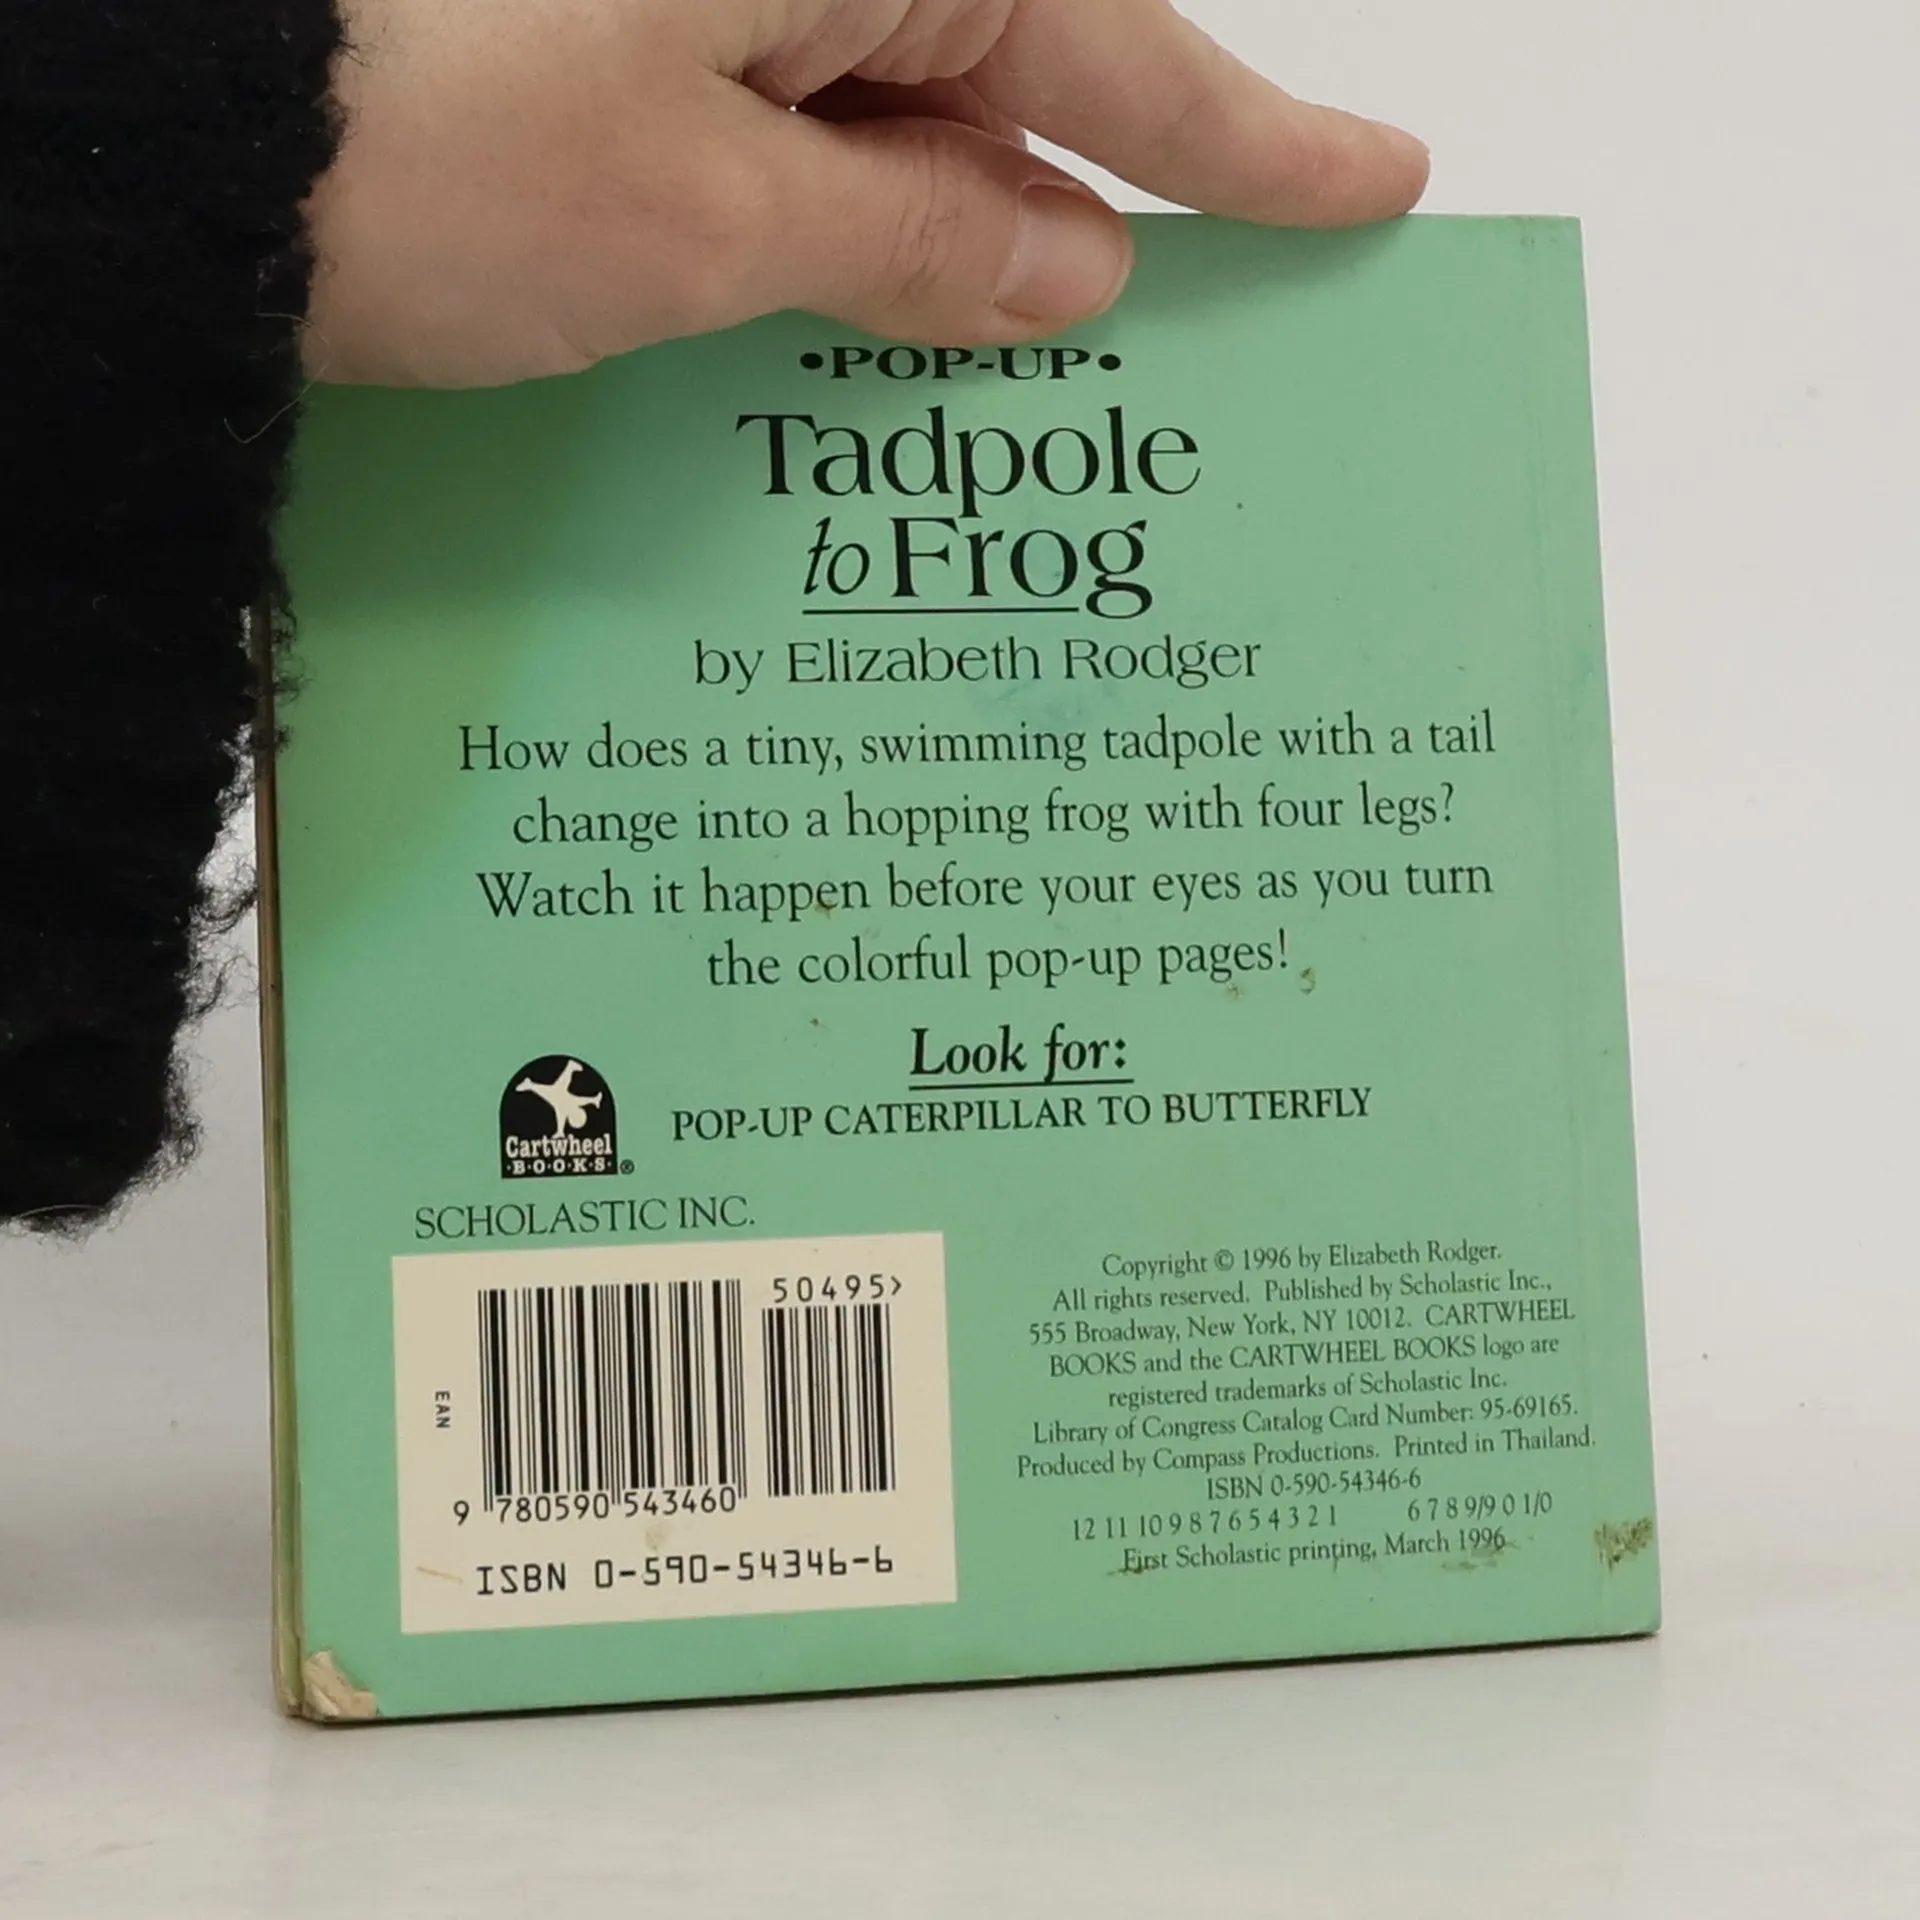 •POP-UP•
Tadpole
to Frog
by Elizabeth Rodger
How does a tiny, swimming tadpole with a tail
change into a hopping frog with four legs?
Watch it happen before your eyes as you turn
the colorful pop-up pages!
Look for:
POP-UP CATERPILLAR TO BUTTERFLY
Cartwheel
·B·O·O·K·S· ®
SCHOLASTIC INC.
50495>
EAN
9 780590 543460
ISBN 0-590-54346-6
Copyright © 1996 by Elizabeth Rodger.
All rights reserved. Published by Scholastic Inc.,
555 Broadway, New York, NY 10012. CARTWHEEL
BOOKS and the CARTWHEEL BOOKS logo are
registered trademarks of Scholastic Inc.
Library of Congress Catalog Card Number: 95-69165.
Produced by Compass Productions. Printed in Thailand.
ISBN 0-590-54346-6
12 11 10 9 8 7 6 5 4 3 2 1 6 7 8 9/9 0 1/0
First Scholastic printing, March 1996